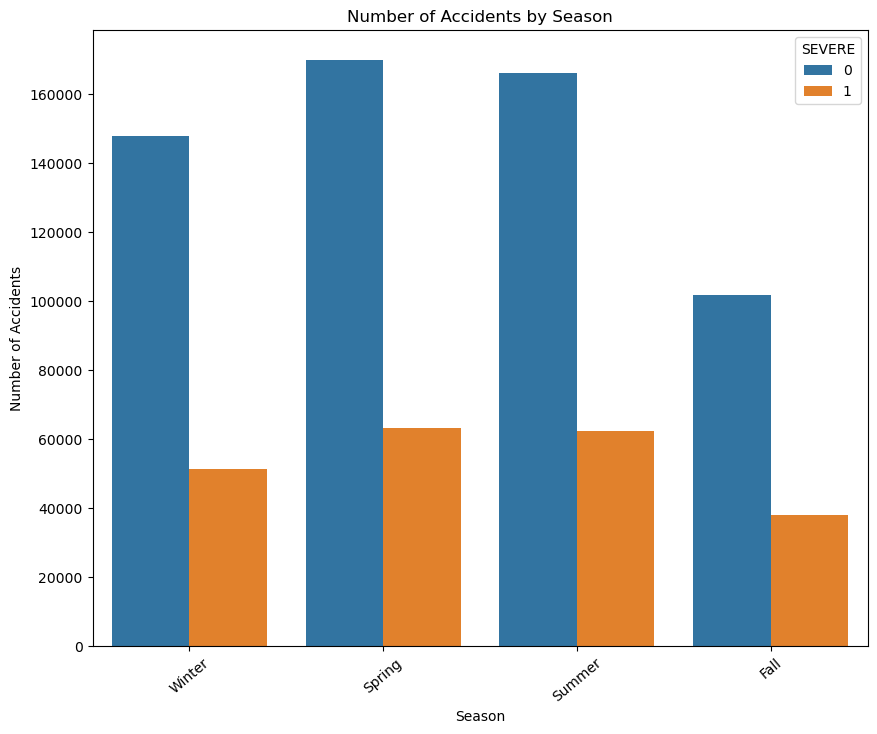 Number of Accidents by Season
SEVERE
0
1
160000
140000
120000
100000
80000
60000
40000
20000
0
Number of Accidents
Winter
Spring
Summer
Fall
Season